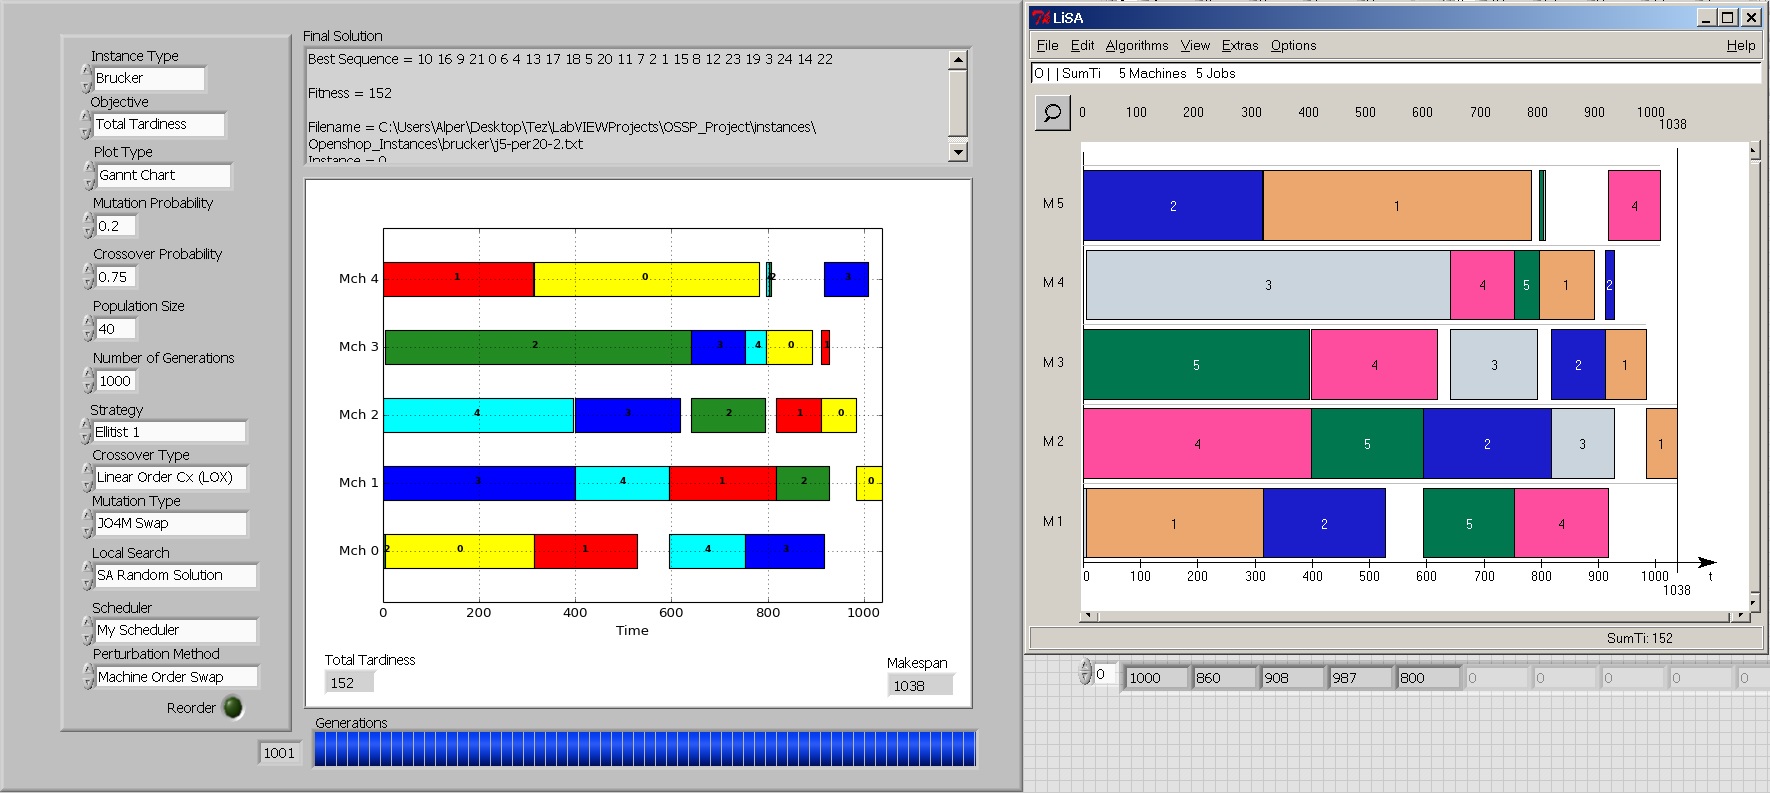 Instance Type
Brucker
Objective
Total Tardiness
Plot Type
Gannt Chart
Mutation Probability
0.2
Crossover Probability
0.75
Population Size
40
Number of Generations
1000
Strategy
Ellitist 1
Crossover Type
Linear Order Cx (LOX)
Mutation Type
JO4M Swap
Local Search
SA Random Solution
Scheduler
My Scheduler
Perturbation Method
Machine Order Swap
Reorder
1001
Final Solution
Best Sequence = 10 16 9 21 0 6 4 13 17 18 5 20 11 7 2 1 15 8 12 23 19 3 24 14 22
Fitness = 152
Filename = C:\Users\Alper\Desktop\Tez\LabVIEWProjects\OSSP_Project\instances\
Openshop_Instances\brucker\j5-per20-2.txt
Instance = 0
Mch 4 1 0 4 2 3
Mch 3 2 3 4 0 1
Mch 2 4 3 2 1 0
Mch 1 3 4 1 2 0
Mch 0 2 0 1 4 3
0 200 400 600 800 1000
Time
Total Tardiness
152
Makespan
1038
Generations
LiSA
File Edit Algorithms View Extras Options Help
O | | SumTi 5 Machines 5 Jobs
0 100 200 300 400 500 600 700 800 900 1000
1038
M 5 2 1 4
M 4 3 4 5 1 2
M 3 5 4 3 2 1
M 2 4 5 2 3 1
M 1 1 2 5 4
0 100 200 300 400 500 600 700 800 900 1000 t
1038
SumTi: 152
0 1000 860 908 987 800 0 0 0 0 0